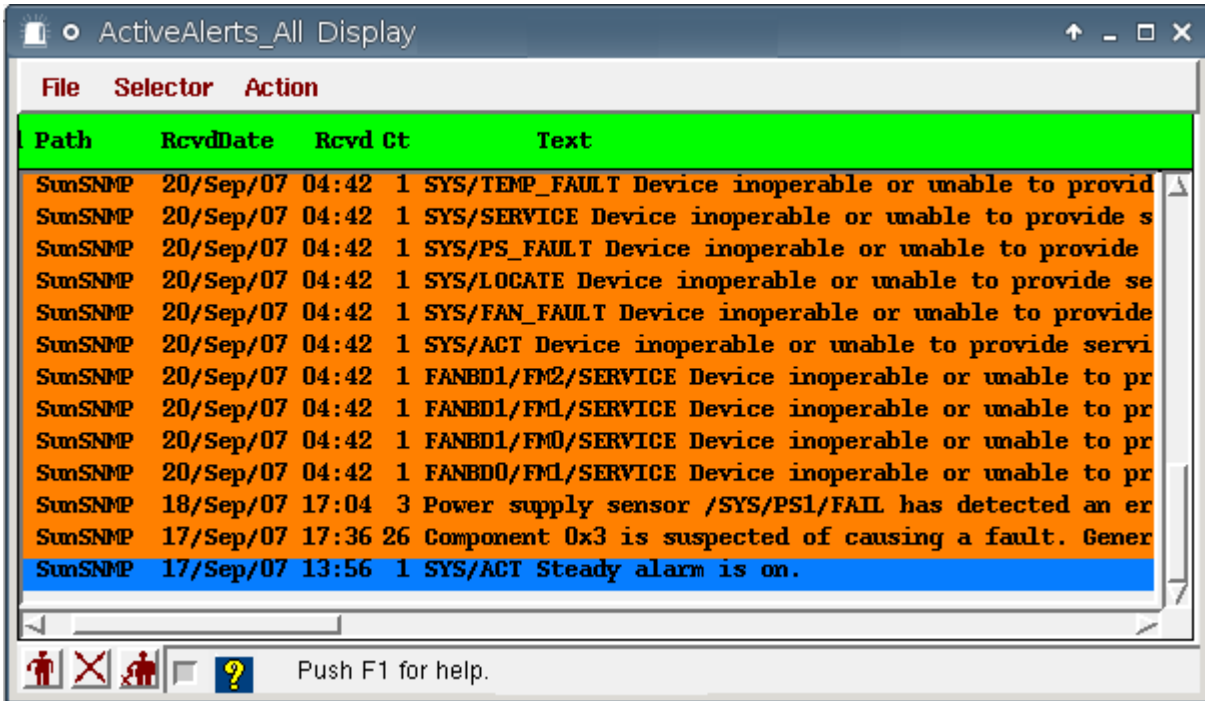 ActiveAlerts_All Display
File Selector Action
Path RcvdDate Rcvd Ct Text
SunSNMP 20/Sep/07 04:42 1 SYS/TEMP_FAULT Device inoperable or unable to provid
SunSNMP 20/Sep/07 04:42 1 SYS/SERVICE Device inoperable or unable to provide s
SunSNMP 20/Sep/07 04:42 1 SYS/PS_FAULT Device inoperable or unable to provide
SunSNMP 20/Sep/07 04:42 1 SYS/LOCATE Device inoperable or unable to provide se
SunSNMP 20/Sep/07 04:42 1 SYS/FAN_FAULT Device inoperable or unable to provide
SunSNMP 20/Sep/07 04:42 1 SYS/ACT Device inoperable or unable to provide servi
SunSNMP 20/Sep/07 04:42 1 FANBD1/FM2/SERVICE Device inoperable or unable to pr
SunSNMP 20/Sep/07 04:42 1 FANBD1/FM1/SERVICE Device inoperable or unable to pr
SunSNMP 20/Sep/07 04:42 1 FANBD1/FM0/SERVICE Device inoperable or unable to pr
SunSNMP 20/Sep/07 04:42 1 FANBD0/FM1/SERVICE Device inoperable or unable to pr
SunSNMP 18/Sep/07 17:04 3 Power supply sensor /SYS/PS1/FAIL has detected an er
SunSNMP 17/Sep/07 17:36 26 Component 0x3 is suspected of causing a fault. Gener
SunSNMP 17/Sep/07 13:56 1 SYS/ACT Steady alarm is on.
? Push F1 for help.